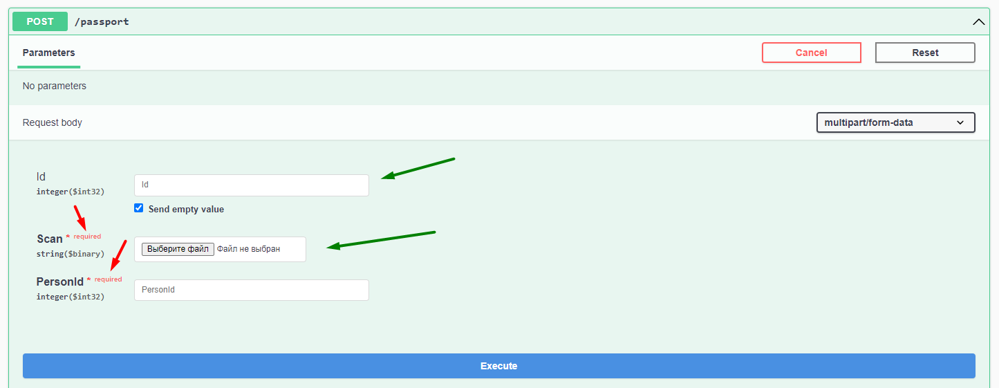 POST /passport
Parameters
Cancel
Reset
No parameters
Request body
multipart/form-data
Id
integer($int32)
Id
Send empty value
Scan * required
string($binary)
Выберите файл Файл не выбран
PersonId * required
integer($int32)
PersonId
Execute